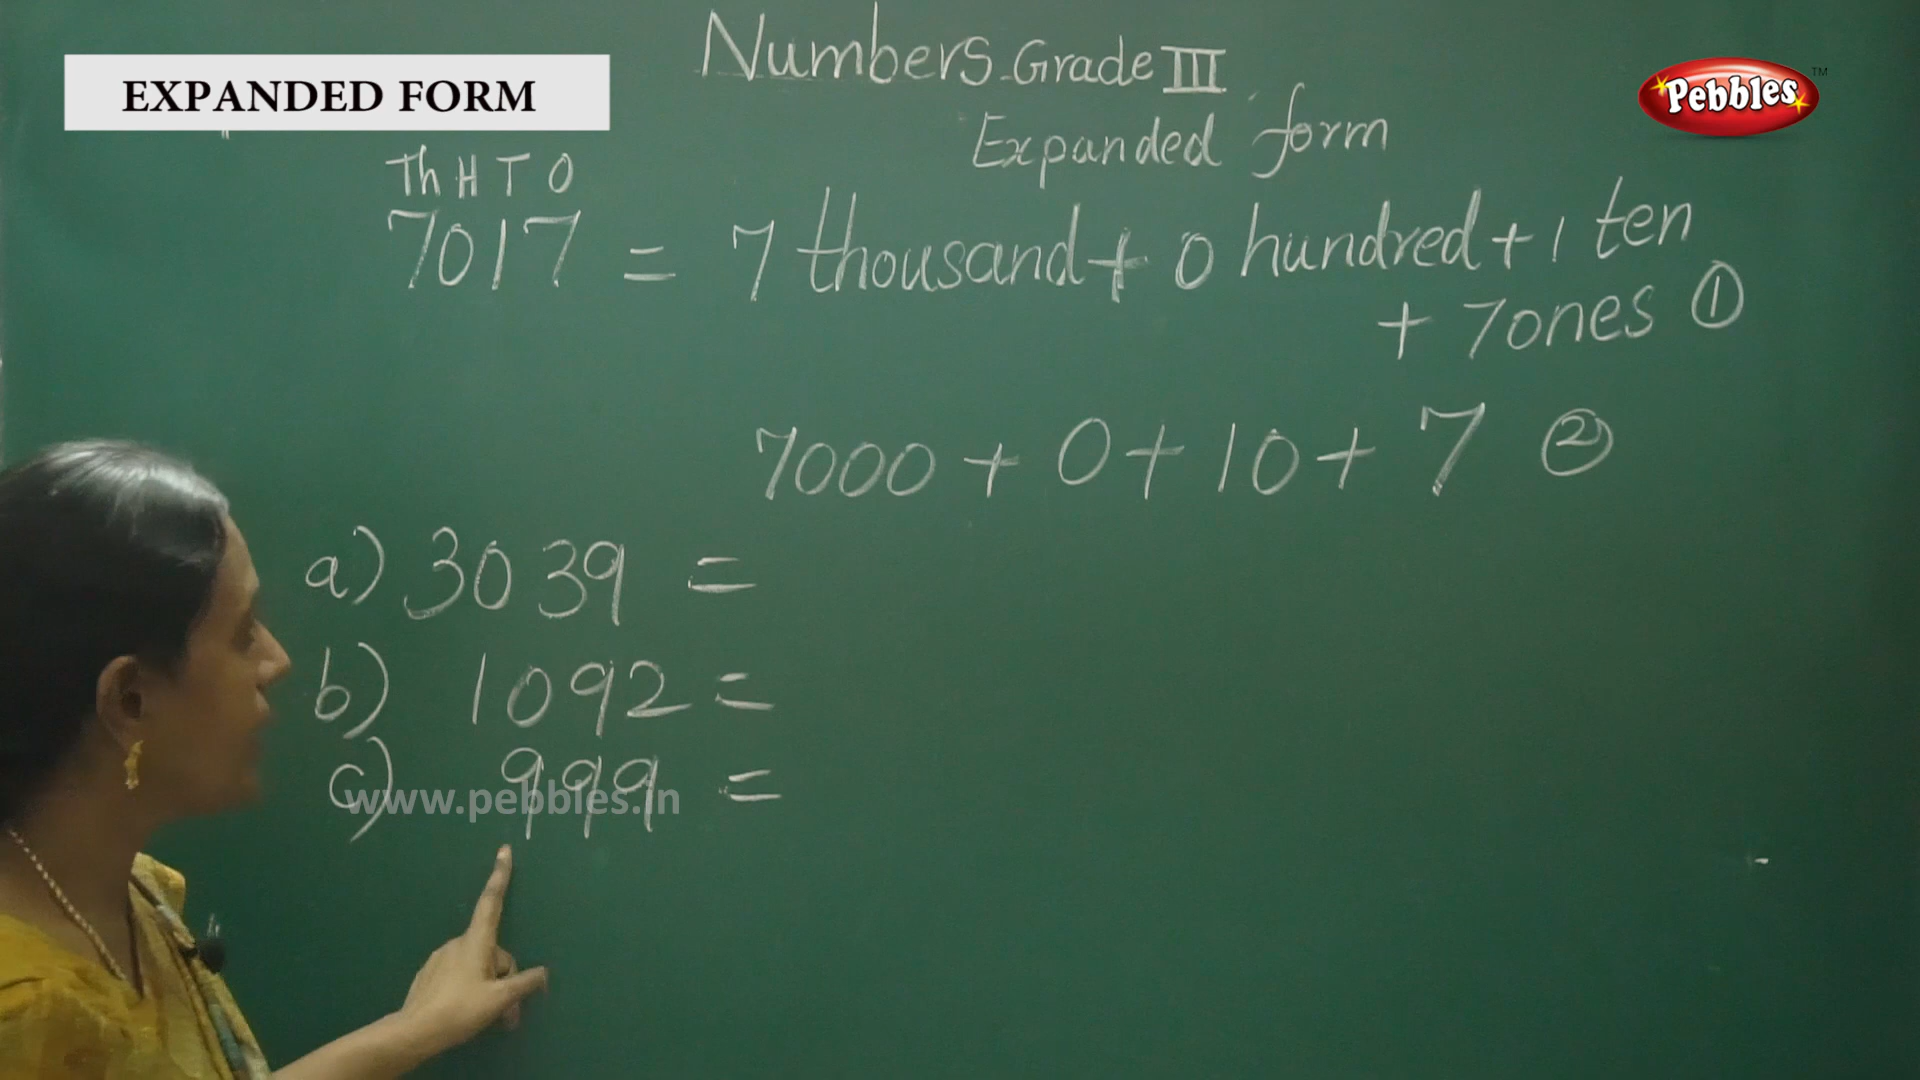 EXPANDED FORM
Numbers-Grade III
Pebbles™
Expanded form
Th H T O
7017 = 7 thousand + 0 hundred + 1 ten
+ 7ones ①
7000 + 0 + 10 + 7 ②
a) 3039 =
b) 1092 =
c) 999 =
www.pebbles.in